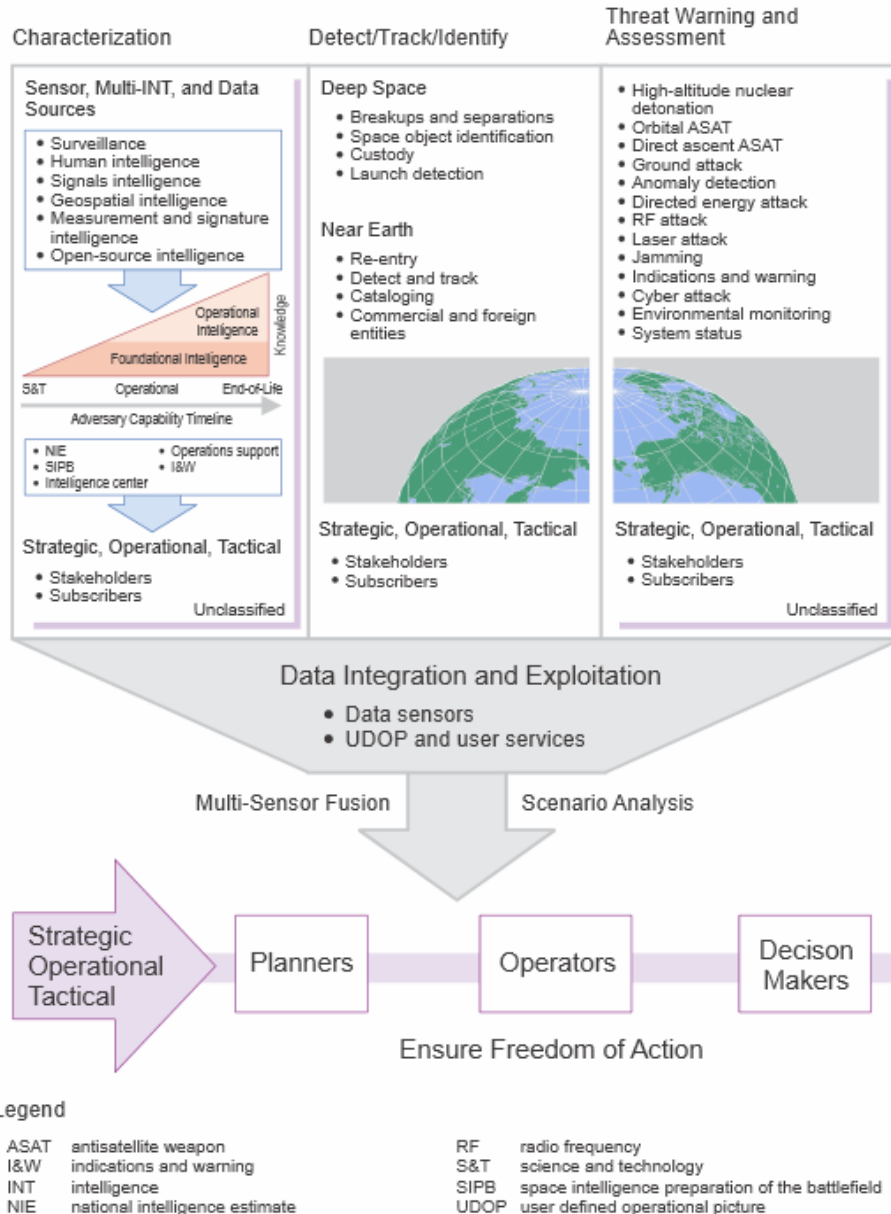 Characterization
Detect/Track/Identify
Threat Warning and
Assessment
Sensor, Multi-INT, and Data
Sources
• Surveillance
• Human intelligence
• Signals intelligence
• Geospatial intelligence
• Measurement and signature
intelligence
• Open-source intelligence
Operational
Intelligence
Foundational Intelligence
Knowledge
S&T
Operational
End-of-Life
Adversary Capability Timeline
• NIE
• SIPB
• Intelligence center
• Operations support
• I&W
Strategic, Operational, Tactical
• Stakeholders
• Subscribers
Unclassified
Deep Space
• Breakups and separations
• Space object identification
• Custody
• Launch detection
Near Earth
• Re-entry
• Detect and track
• Cataloging
• Commercial and foreign
entities
Strategic, Operational, Tactical
• Stakeholders
• Subscribers
• High-altitude nuclear
detonation
• Orbital ASAT
• Direct ascent ASAT
• Ground attack
• Anomaly detection
• Directed energy attack
• RF attack
• Laser attack
• Jamming
• Indications and warning
• Cyber attack
• Environmental monitoring
• System status
Strategic, Operational, Tactical
• Stakeholders
• Subscribers
Unclassified
Data Integration and Exploitation
• Data sensors
• UDOP and user services
Multi-Sensor Fusion
Scenario Analysis
Strategic
Operational
Tactical
Planners
Operators
Decison
Makers
Ensure Freedom of Action
Legend
ASAT antisatellite weapon
I&W indications and warning
INT intelligence
NIE national intelligence estimate
RF radio frequency
S&T science and technology
SIPB space intelligence preparation of the battlefield
UDOP user defined operational picture